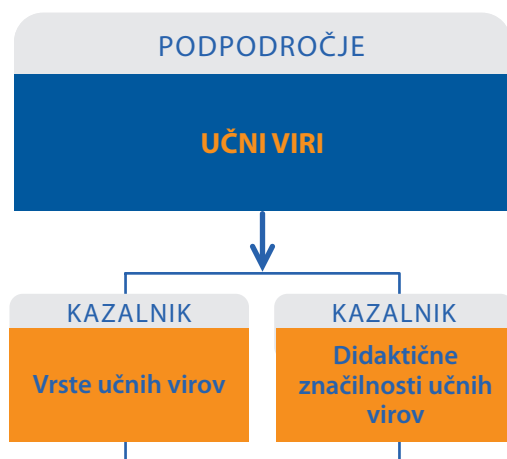 PODPODROČJE
UČNI VIRI
KAZALNIK
Vrste učnih virov
KAZALNIK
Didaktične
značilnosti učnih
virov